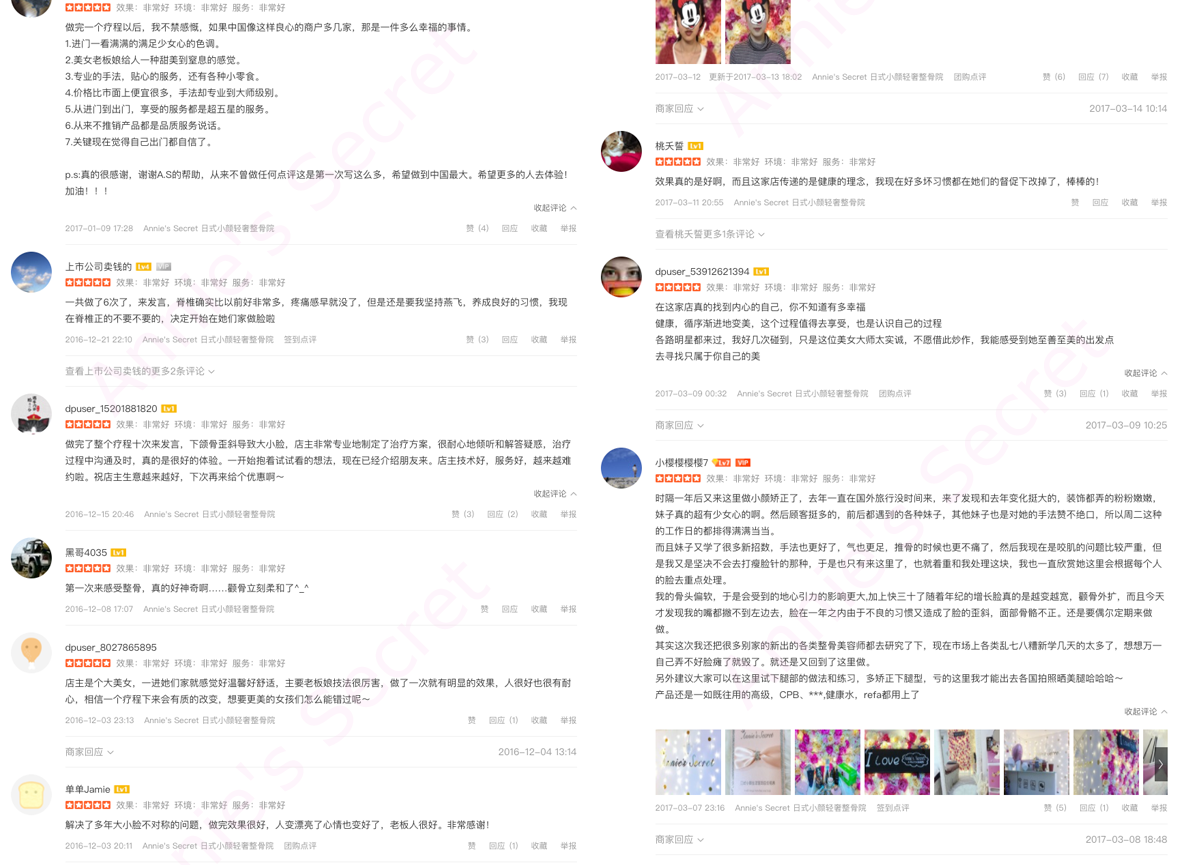 效果：非常好 环境：非常好 服务：非常好
做完一个疗程以后，我不禁感慨，如果中国像这样良心的商户多几家，那是一件多么幸福的事情。
1.进门一看满满的满足少女心的色调。
2.美女老板娘给人一种甜美到窒息的感觉。
3.专业的手法，贴心的服务，还有各种小零食。
4.价格比市面上便宜很多，手法却专业到大师级别。
5.从进门到出门，享受的服务都是超五星的服务。
6.从来不推销产品都是品质服务说话。
7.关键现在觉得自己出门都自信了。
p.s:真的很感谢，谢谢A.S的帮助，从来不曾做任何点评这是第一次写这么多，希望做到中国最大。希望更多的人去体验！
加油！！！
收起评论
2017-01-09 17:28 Annie's Secret 日式小颜轻奢整骨院 赞 (4) 回应 收藏 举报
上市公司卖钱的 Lv4 VIP
效果：非常好 环境：非常好 服务：非常好
一共做了6次了，来发言，脊椎确实比以前好非常多，疼痛感早就没了，但是还是要我坚持燕飞，养成良好的习惯，我现
在脊椎正的不要不要的，决定开始在她们家做脸啦
2016-12-21 22:10 Annie's Secret 日式小颜轻奢整骨院 签到点评 赞 (3) 回应 收藏 举报
查看上市公司卖钱的更多2条评论
dpuser_15201881820 Lv1
效果：非常好 环境：非常好 服务：非常好
做完了整个疗程十次来发言，下颌骨歪斜导致大小脸，店主非常专业地制定了治疗方案，很耐心地倾听和解答疑惑，治疗
过程中沟通及时，真的是很好的体验。一开始抱着试试看的想法，现在已经介绍朋友来。店主技术好，服务好，越来越难
约啦。祝店主生意越来越好，下次再来给个优惠啊～
收起评论
2016-12-15 20:46 Annie's Secret 日式小颜轻奢整骨院 赞 (3) 回应 (2) 收藏 举报
黑哥4035 Lv1
效果：非常好 环境：非常好 服务：非常好
第一次来感受整骨，真的好神奇啊……颧骨立刻柔和了^_^
2016-12-08 17:07 Annie's Secret 日式小颜轻奢整骨院 赞 回应 收藏 举报
dpuser_8027865895
效果：非常好 环境：非常好 服务：非常好
店主是个大美女，一进她们家就感觉好温馨好舒适，主要老板娘技法很厉害，做了一次就有明显的效果，人很好也很有耐
心，相信一个疗程下来会有质的改变，想要更美的女孩们怎么能错过呢～
2016-12-03 23:13 Annie's Secret 日式小颜轻奢整骨院 赞 回应 (1) 收藏 举报
商家回应 2016-12-04 13:14
单单Jamie Lv1
效果：非常好 环境：非常好 服务：非常好
解决了多年大小脸不对称的问题，做完效果很好，人变漂亮了心情也变好了，老板人很好。非常感谢！
2016-12-03 20:11 Annie's Secret 日式小颜轻奢整骨院 团购点评 赞 回应 (1) 收藏 举报
2017-03-12 更新于2017-03-13 18:02 Annie's Secret 日式小颜轻奢整骨院 团购点评 赞 (6) 回应 (7) 收藏 举报
商家回应 2017-03-14 10:14
桃夭誓 Lv1
效果：非常好 环境：非常好 服务：非常好
效果真的是好啊，而且这家店传递的是健康的理念，我现在好多坏习惯都在她们的督促下改掉了，棒棒的！
2017-03-11 20:55 Annie's Secret 日式小颜轻奢整骨院 赞 回应 收藏 举报
查看桃夭誓更多1条评论
dpuser_53912621394 Lv1
效果：非常好 环境：非常好 服务：非常好
在这家店真的找到内心的自己，你不知道有多幸福
健康，循序渐进地变美，这个过程值得去享受，也是认识自己的过程
各路明星都来过，我好几次碰到，只是这位美女大师太实诚，不愿借此炒作，我能感受到她至善至美的出发点
去寻找只属于你自己的美
收起评论
2017-03-09 00:32 Annie's Secret 日式小颜轻奢整骨院 团购点评 赞 (3) 回应 (1) 收藏 举报
商家回应 2017-03-09 10:25
小樱樱樱樱7 Lv7 VIP
效果：非常好 环境：非常好 服务：非常好
时隔一年后又来这里做小颜矫正了，去年一直在国外旅行没时间来，来了发现和去年变化挺大的，装饰都弄的粉粉嫩嫩，
妹子真的超有少女心的啊。然后顾客挺多的，前后都遇到的各种妹子，其他妹子也是对她的手法赞不绝口，所以周二这种
的工作日的都排得满满当当。
而且妹子又学了很多新招数，手法也更好了，气也更足，推骨的时候也更不痛了，然后我现在是咬肌的问题比较严重，但
是我又是坚决不会去打瘦脸针的那种，于是也只有来这里了，也就着重和我处理这块，我也一直欣赏她这里会根据每个人
的脸去重点处理。
我的骨头偏软，于是会受到的地心引力的影响更大,加上快三十了随着年纪的增长脸真的是越变越宽，颧骨外扩，而且今天
才发现我的嘴都撇不到左边去，脸在一年之内由于不良的习惯又造成了脸的歪斜，面部骨骼不正。还是要偶尔定期来做
做。
其实这次我还把很多别家的新出的各类整骨美容师都去研究了下，现在市场上各类乱七八糟新学几天的太多了，想想万一
自己弄不好脸瘫了就毁了。就还是又回到了这里做。
另外建议大家可以在这里试下腿部的做法和练习，多矫正下腿型，亏的这里我才能出去各国拍照晒美腿哈哈哈～
产品还是一如既往用的高级，CPB、***,健康水，refa都用上了
收起评论
I Love
2017-03-07 23:16 Annie's Secret 日式小颜轻奢整骨院 签到点评 赞 (5) 回应 (1) 收藏 举报
商家回应 2017-03-08 18:48
Annie's Secret
Annie's Secret
Annie's Secret